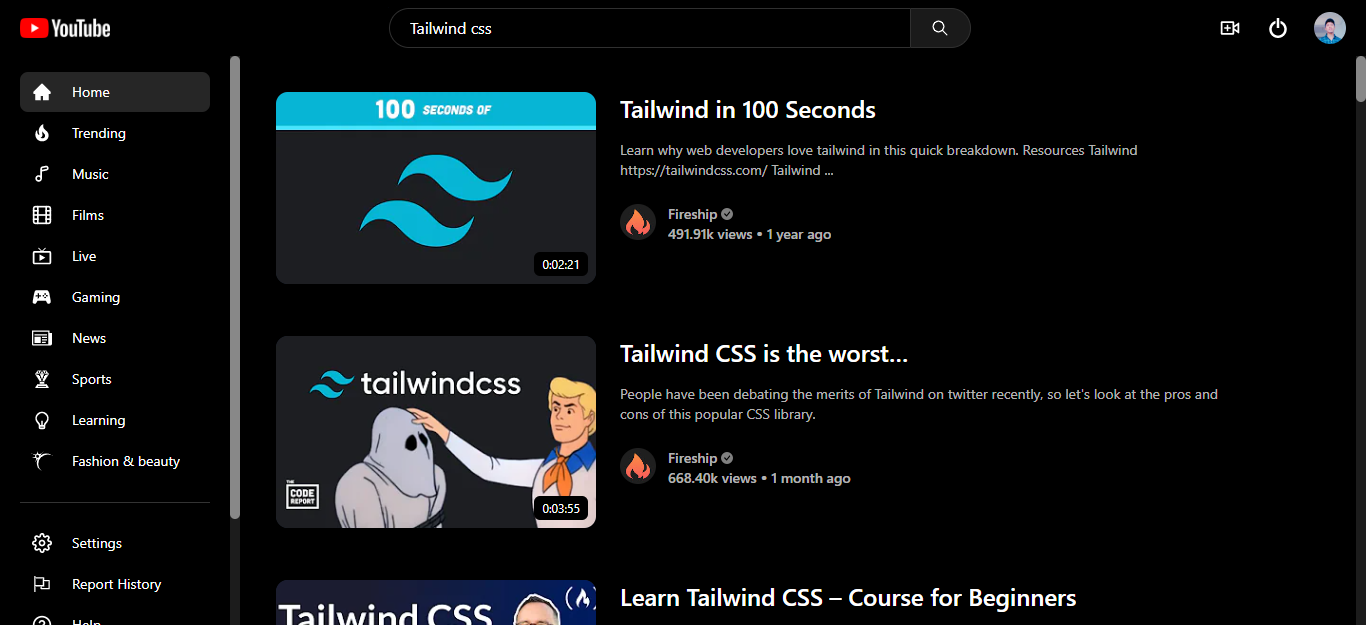 YouTube
Tailwind css
Home
Trending
Music
Films
Live
Gaming
News
Sports
Learning
Fashion & beauty
Settings
Report History
Help
100 SECONDS OF
0:02:21
Tailwind in 100 Seconds
Learn why web developers love tailwind in this quick breakdown. Resources Tailwind
https://tailwindcss.com/ Tailwind ...
Fireship
491.91k views • 1 year ago
tailwindcss
THE
CODE
REPORT
0:03:55
Tailwind CSS is the worst…
People have been debating the merits of Tailwind on twitter recently, so let's look at the pros and
cons of this popular CSS library.
Fireship
668.40k views • 1 month ago
Tailwind CSS
Learn Tailwind CSS – Course for Beginners